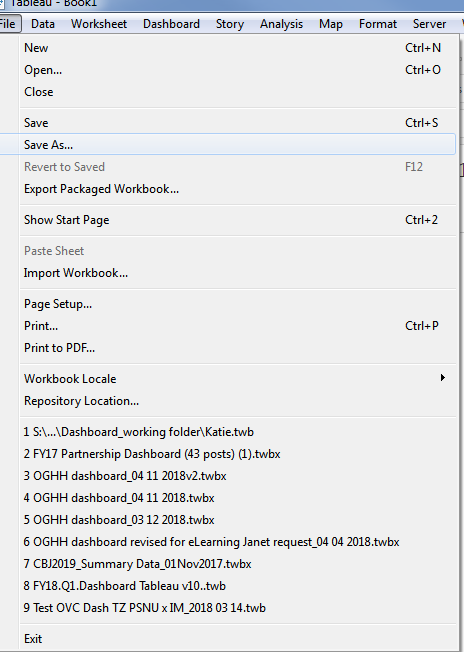 Tableau - Book1
File Data Worksheet Dashboard Story Analysis Map Format Server
New Ctrl+N
Open... Ctrl+O
Close
Save Ctrl+S
Save As...
Revert to Saved F12
Export Packaged Workbook...
Show Start Page Ctrl+2
Paste Sheet
Import Workbook...
Page Setup...
Print... Ctrl+P
Print to PDF...
Workbook Locale
Repository Location...
1 S:\...\Dashboard_working folder\Katie.twb
2 FY17 Partnership Dashboard (43 posts) (1).twbx
3 OGHH dashboard_04 11 2018v2.twbx
4 OGHH dashboard_04 11 2018.twbx
5 OGHH dashboard_03 12 2018.twbx
6 OGHH dashboard revised for eLearning Janet request_04 04 2018.twbx
7 CBJ2019_Summary Data_01Nov2017.twbx
8 FY18.Q1.Dashboard Tableau v10..twb
9 Test OVC Dash TZ PSNU x IM_2018 03 14.twb
Exit